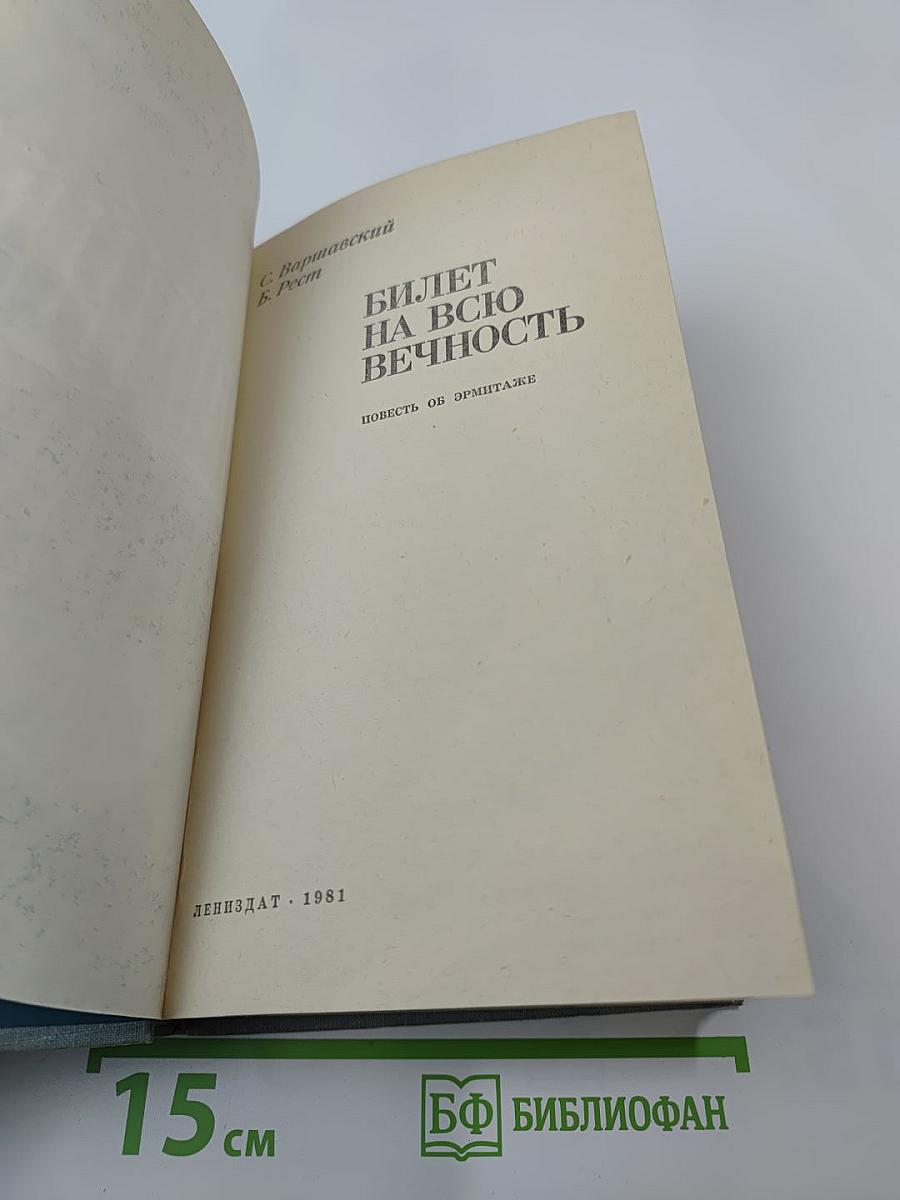 С. Варшавский
Б. Рест
БИЛЕТ
НА ВСЮ
ВЕЧНОСТЬ
ПОВЕСТЬ ОБ ЭРМИТАЖЕ
ЛЕНИЗДАТ · 1981
15 см
БФ БИБЛИОФАН